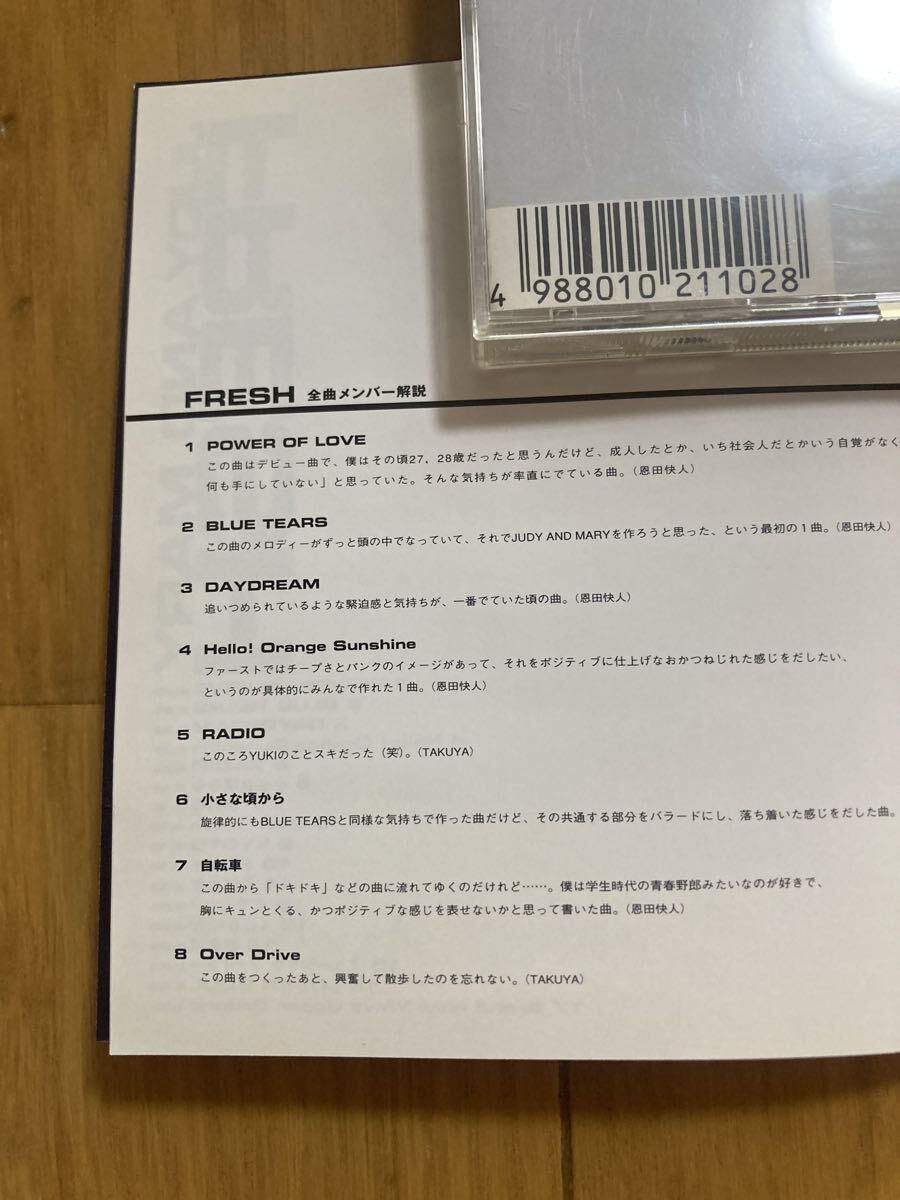 4 988010 211028
FRESH 全曲メンバー解説
1 POWER OF LOVE
この曲はデビュー曲で、僕はその頃27，28歳だったと思うんだけど、成人したとか、いち社会人だとかいう自覚がなく
何も手にしていない」と思っていた。そんな気持ちが率直にでている曲。（恩田快人）
2 BLUE TEARS
この曲のメロディーがずっと頭の中でなっていて、それでJUDY AND MARYを作ろうと思った、という最初の１曲。（恩田快人）
3 DAYDREAM
追いつめられているような緊迫感と気持ちが、一番でていた頃の曲。（恩田快人）
4 Hello! Orange Sunshine
ファーストではチープさとパンクのイメージがあって、それをポジティブに仕上げなおかつねじれた感じをだしたい、
というのが具体的にみんなで作れた１曲。（恩田快人）
5 RADIO
このころYUKIのことスキだった（笑）。（TAKUYA）
6 小さな頃から
旋律的にもBLUE TEARSと同様な気持ちで作った曲だけど、その共通する部分をバラードにし、落ち着いた感じをだした曲。
7 自転車
この曲から「ドキドキ」などの曲に流れてゆくのだけれど……。僕は学生時代の青春野郎みたいなのが好きで、
胸にキュンとくる、かつポジティブな感じを表せないかと思って書いた曲。（恩田快人）
8 Over Drive
この曲をつくったあと、興奮して散歩したのを忘れない。（TAKUYA）